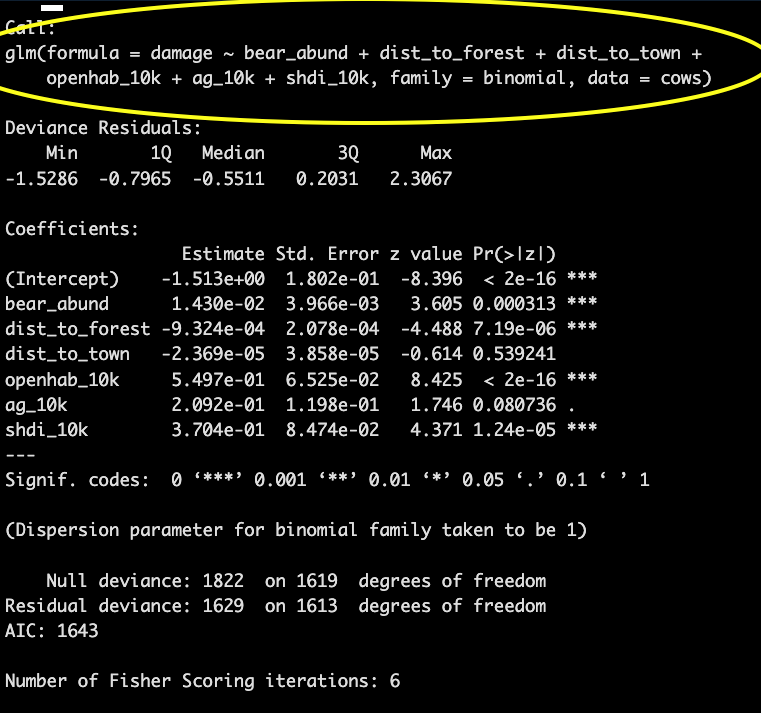 Call:
glm(formula = damage ~ bear_abund + dist_to_forest + dist_to_town +
    openhab_10k + ag_10k + shdi_10k, family = binomial, data = cows)

Deviance Residuals:
    Min      1Q  Median      3Q     Max
-1.5286 -0.7965 -0.5511  0.2031  2.3067

Coefficients:
                 Estimate Std. Error z value Pr(>|z|)
(Intercept)    -1.513e+00  1.802e-01  -8.396  < 2e-16 ***
bear_abund      1.430e-02  3.966e-03   3.605 0.000313 ***
dist_to_forest -9.324e-04  2.078e-04  -4.488 7.19e-06 ***
dist_to_town   -2.369e-05  3.858e-05  -0.614 0.539241
openhab_10k     5.497e-01  6.525e-02   8.425  < 2e-16 ***
ag_10k          2.092e-01  1.198e-01   1.746 0.080736 .
shdi_10k        3.704e-01  8.474e-02   4.371 1.24e-05 ***
---
Signif. codes:  0 ‘***’ 0.001 ‘**’ 0.01 ‘*’ 0.05 ‘.’ 0.1 ‘ ’ 1

(Dispersion parameter for binomial family taken to be 1)

    Null deviance: 1822  on 1619  degrees of freedom
Residual deviance: 1629  on 1613  degrees of freedom
AIC: 1643

Number of Fisher Scoring iterations: 6